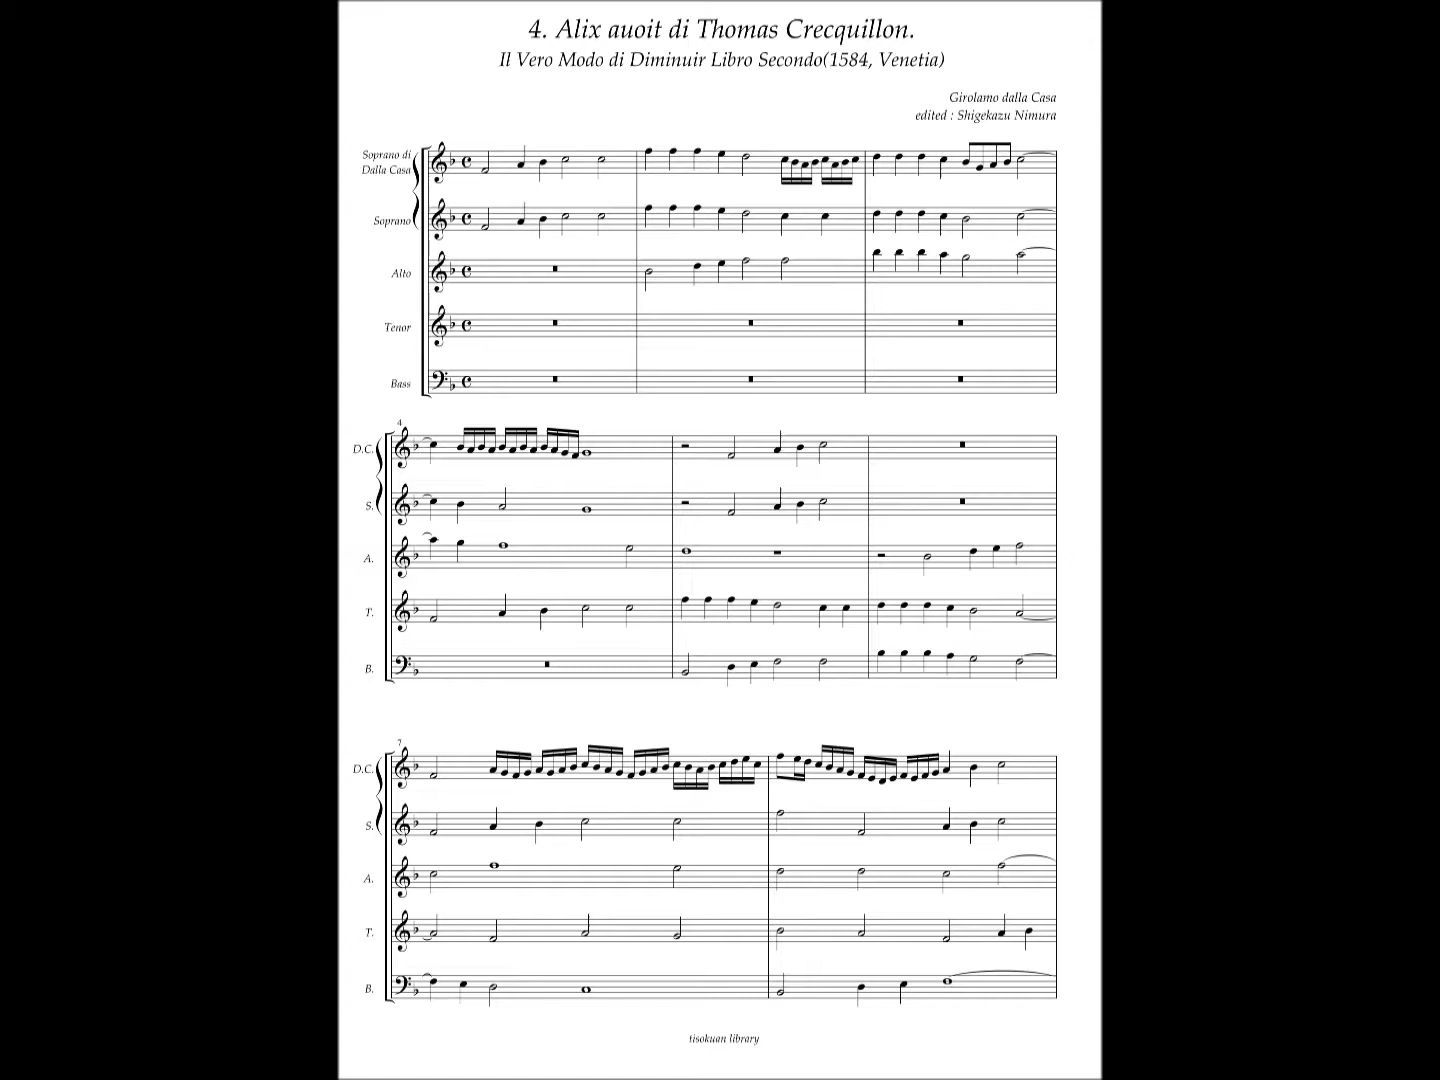 4. Alix auoit di Thomas Crecquillon.
Il Vero Modo di Diminuir Libro Secondo(1584, Venetia)
Girolamo dalla Casa
edited : Shigekazu Nimura
Soprano di
Dalla Casa
Soprano
Alto
Tenor
Bass
4
D.C.
S.
A.
T.
B.
7
D.C.
S.
A.
T.
B.
tisokuan library